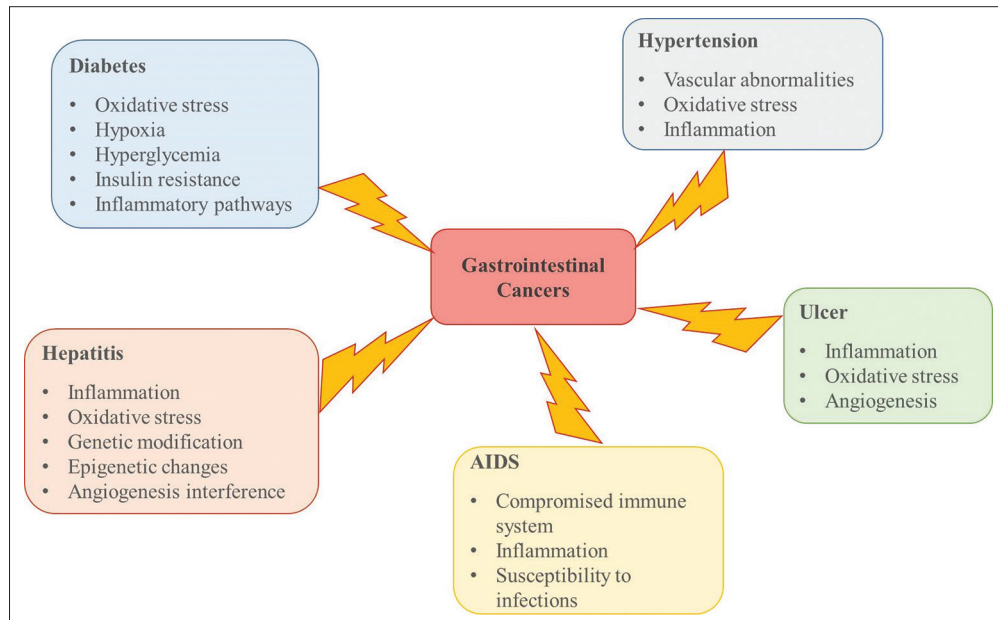 Diabetes
• Oxidative stress
• Hypoxia
• Hyperglycemia
• Insulin resistance
• Inflammatory pathways
Hypertension
• Vascular abnormalities
• Oxidative stress
• Inflammation
Gastrointestinal
Cancers
Hepatitis
• Inflammation
• Oxidative stress
• Genetic modification
• Epigenetic changes
• Angiogenesis interference
AIDS
• Compromised immune
system
• Inflammation
• Susceptibility to
infections
Ulcer
• Inflammation
• Oxidative stress
• Angiogenesis